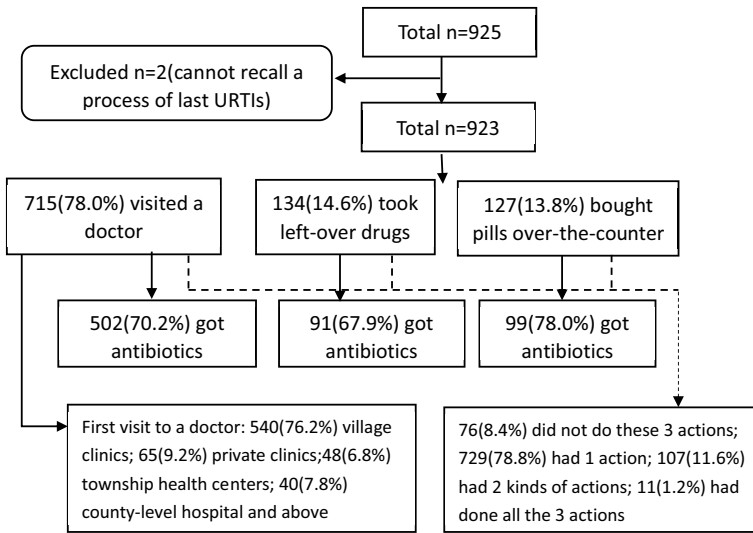 Total n=925
Excluded n=2(cannot recall a
process of last URTIs)
Total n=923
715(78.0%) visited a
doctor
134(14.6%) took
left-over drugs
127(13.8%) bought
pills over-the-counter
502(70.2%) got
antibiotics
91(67.9%) got
antibiotics
99(78.0%) got
antibiotics
First visit to a doctor: 540(76.2%) village
clinics; 65(9.2%) private clinics;48(6.8%)
township health centers; 40(7.8%)
county-level hospital and above
76(8.4%) did not do these 3 actions;
729(78.8%) had 1 action; 107(11.6%)
had 2 kinds of actions; 11(1.2%) had
done all the 3 actions